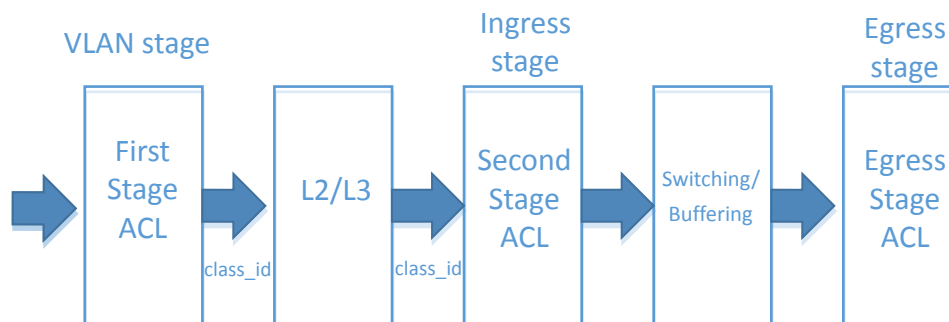 VLAN stage
Ingress
stage
Egress
stage
First
Stage
ACL
class_id
L2/L3
class_id
Second
Stage
ACL
Switching/
Buffering
Egress
Stage
ACL